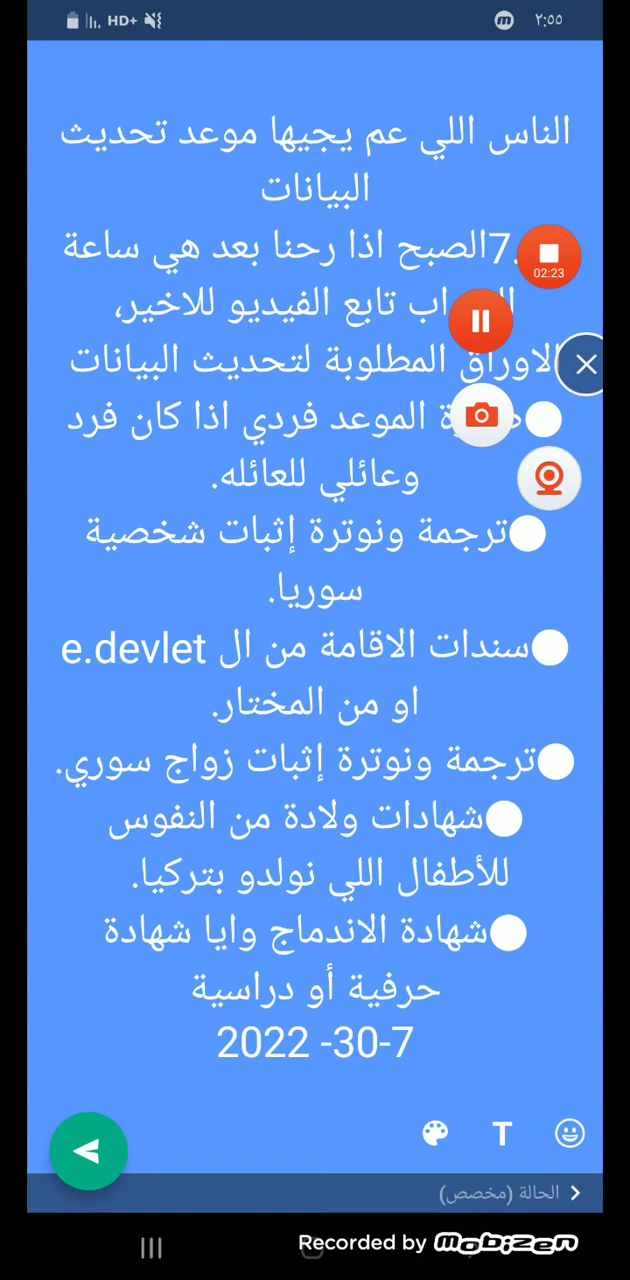 HD+ ٢:٥٥
الناس اللي عم يجيها موعد تحديث
البيانات
7الصبح اذا رحنا بعد هي ساعة
02:23
تابع الفيديو للاخير،
الاوراق المطلوبة لتحديث البيانات
الموعد فردي اذا كان فرد
وعائلي للعائله.
●ترجمة ونوترة إثبات شخصية
سوريا.
●سندات الاقامة من ال e.devlet
او من المختار.
●ترجمة ونوترة إثبات زواج سوري.
●شهادات ولادة من النفوس
للأطفال اللي نولدو بتركيا.
●شهادة الاندماج وايا شهادة
حرفية أو دراسية
2022 -30-7
T
الحالة (مخصص)
Recorded by mobizen